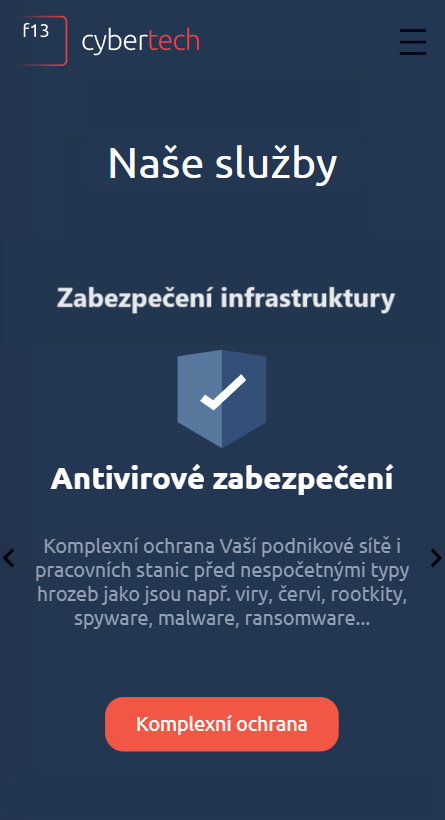 f13
cybertech
Naše služby
Zabezpečení infrastruktury
Antivirové zabezpečení
Komplexní ochrana Vaší podnikové sítě i
pracovních stanic před nespočetnými typy
hrozeb jako jsou např. viry, červi, rootkity,
spyware, malware, ransomware...
Komplexní ochrana